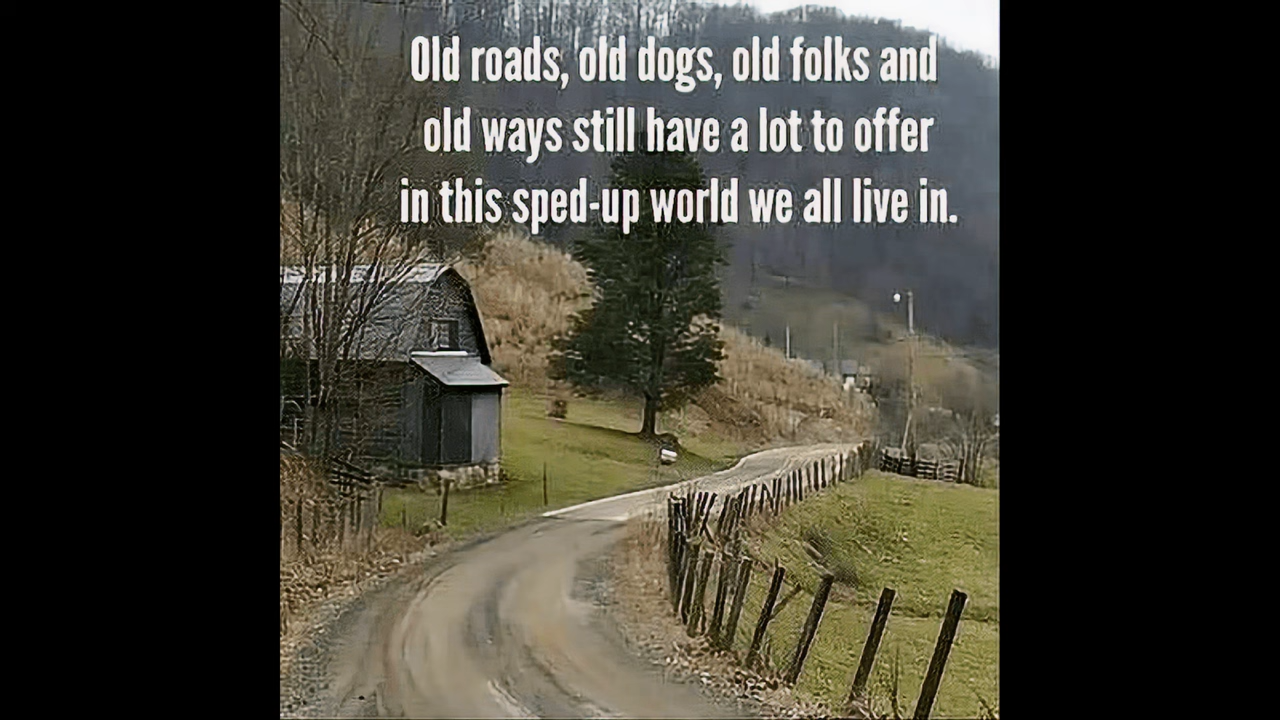 Old roads, old dogs, old folks and
old ways still have a lot to offer
in this sped-up world we all live in.